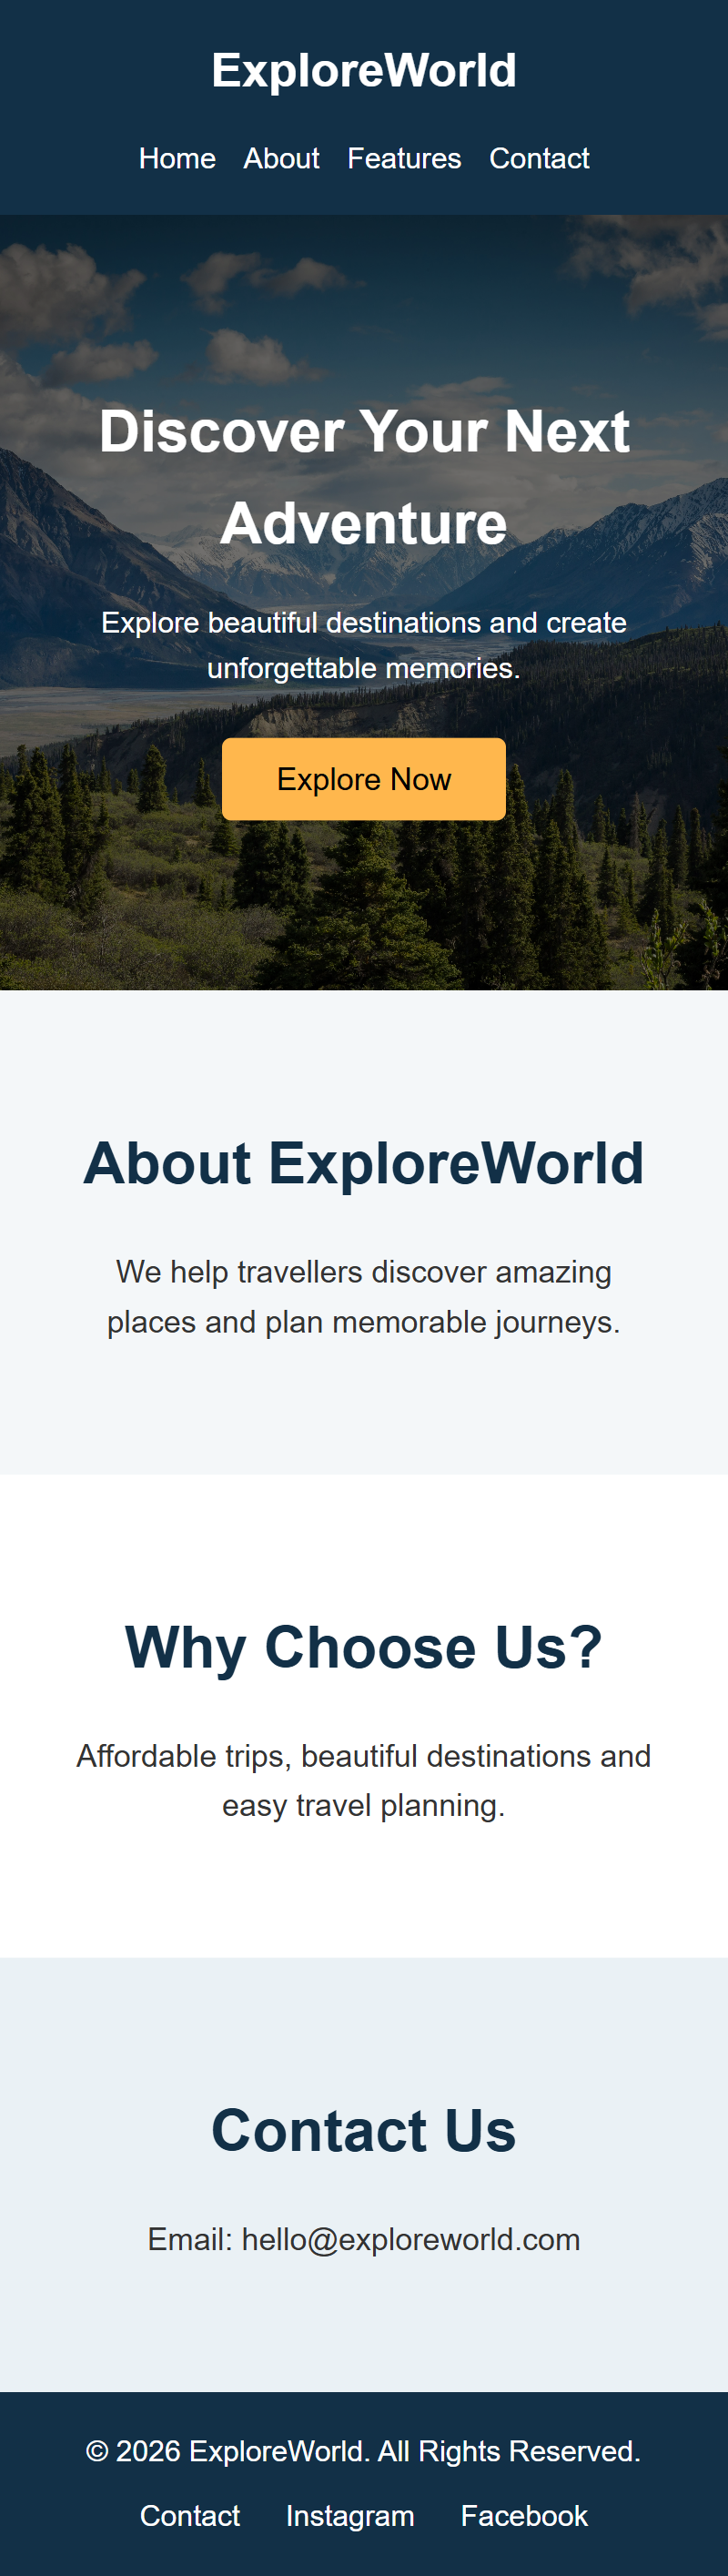 ExploreWorld
Home About Features Contact
Discover Your Next
Adventure
Explore beautiful destinations and create
unforgettable memories.
Explore Now
About ExploreWorld
We help travellers discover amazing
places and plan memorable journeys.
Why Choose Us?
Affordable trips, beautiful destinations and
easy travel planning.
Contact Us
Email: hello@exploreworld.com
© 2026 ExploreWorld. All Rights Reserved.
Contact Instagram Facebook